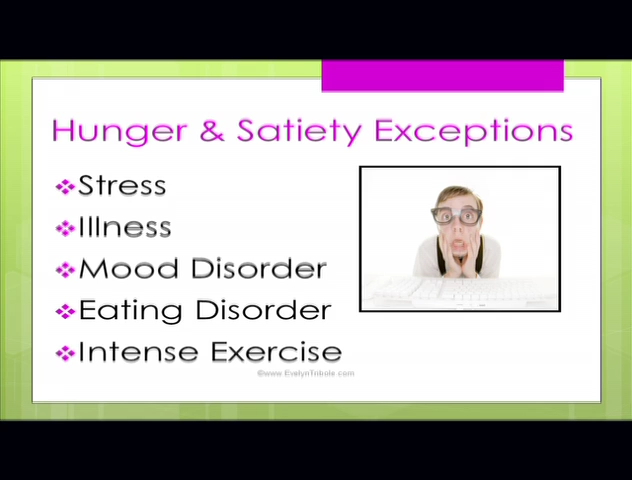 Hunger & Satiety Exceptions
Stress
Illness
Mood Disorder
Eating Disorder
Intense Exercise
©www EvelynTribole.com